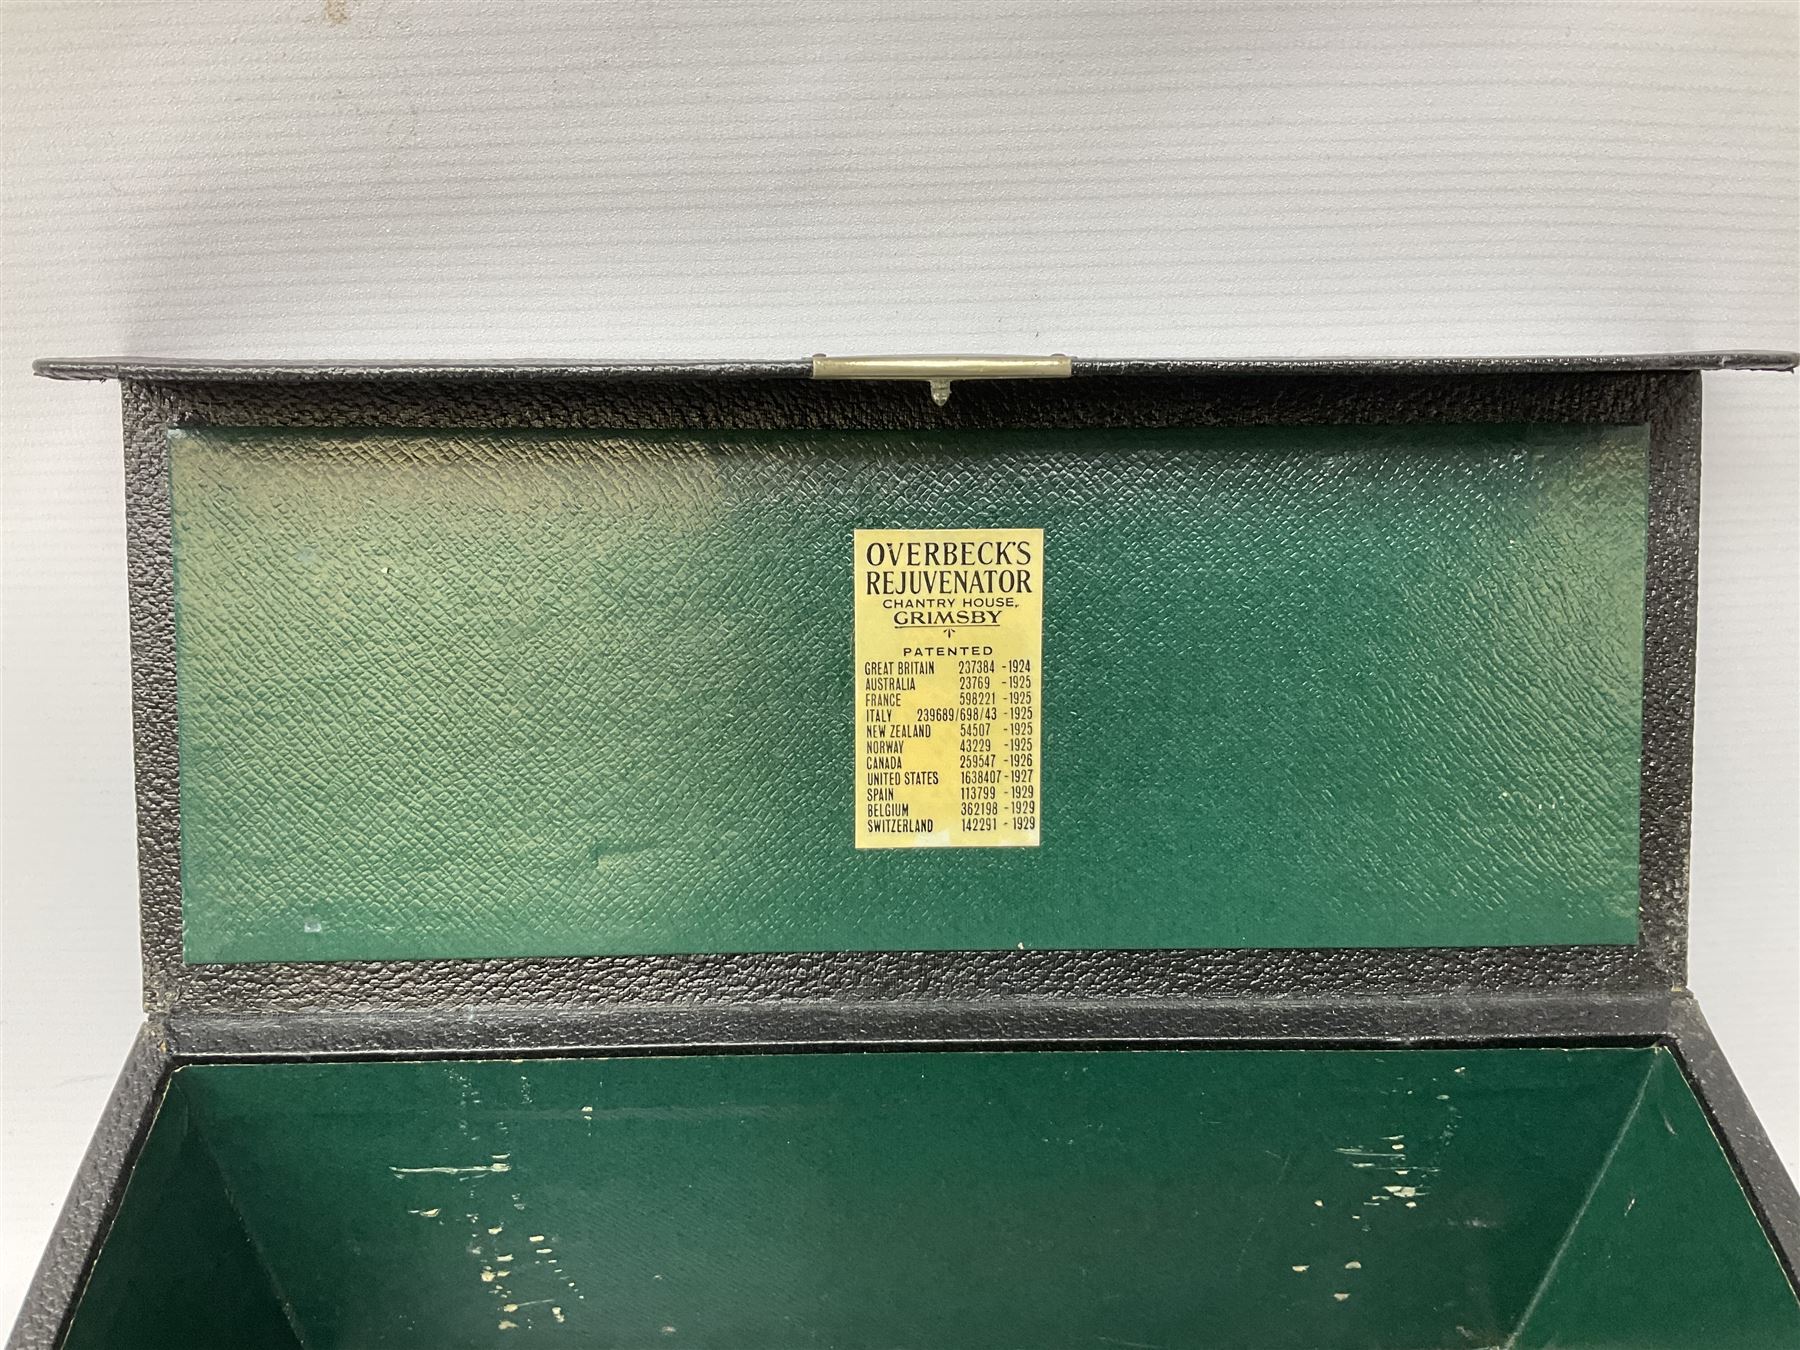 OVERBECK'S
REJUVENATOR
CHANTRY HOUSE,
GRIMSBY
PATENTED
GREAT BRITAIN 237384 - 1924
AUSTRALIA 23769 - 1925
FRANCE 598221 - 1925
ITALY 239689/698/43 - 1925
NEW ZEALAND 54507 - 1925
NORWAY 43229 - 1925
CANADA 259547 - 1926
UNITED STATES 1638407 - 1927
SPAIN 113799 - 1929
BELGIUM 362198 - 1929
SWITZERLAND 142291 - 1929